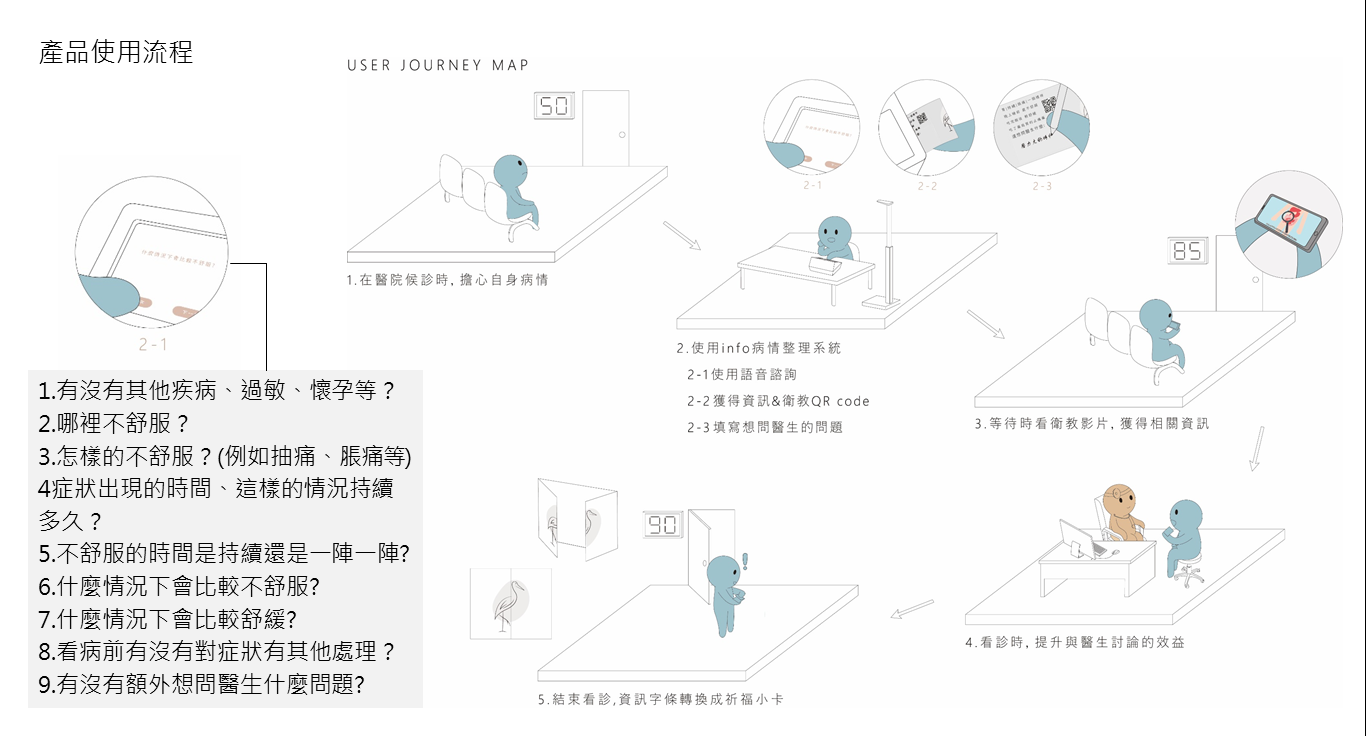 產品使用流程
USER JOURNEY MAP
50
2-1
2-2
2-3
1.在醫院候診時, 擔心自身病情
85
什麼情況下會比較不舒服?
2-1
2.使用info病情整理系統
2-1使用語音諮詢
2-2獲得資訊&衛教QR code
2-3填寫想問醫生的問題
3.等待時看衛教影片, 獲得相關資訊
1.有沒有其他疾病、過敏、懷孕等？
2.哪裡不舒服？
3.怎樣的不舒服？(例如抽痛、脹痛等)
4症狀出現的時間、這樣的情況持續
多久？
5.不舒服的時間是持續還是一陣一陣?
6.什麼情況下會比較不舒服?
7.什麼情況下會比較舒緩?
8.看病前有沒有對症狀有其他處理？
9.有沒有額外想問醫生什麼問題?
90
4.看診時, 提升與醫生討論的效益
5.結束看診,資訊字條轉換成祈福小卡